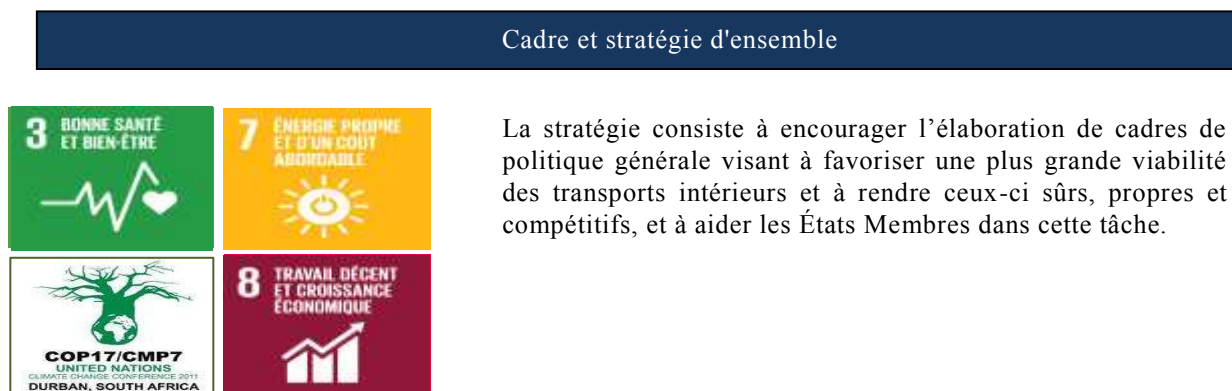 Cadre et stratégie d'ensemble
3 BONNE SANTÉ
ET BIEN-ÊTRE
7 ÉNERGIE PROPRE
ET D'UN COÛT
ABORDABLE
La stratégie consiste à encourager l’élaboration de cadres de
politique générale visant à favoriser une plus grande viabilité
des transports intérieurs et à rendre ceux-ci sûrs, propres et
compétitifs, et à aider les États Membres dans cette tâche.
COP17/CMP7
UNITED NATIONS
CLIMATE CHANGE CONFERENCE 2011
DURBAN, SOUTH AFRICA
8 TRAVAIL DÉCENT
ET CROISSANCE
ÉCONOMIQUE